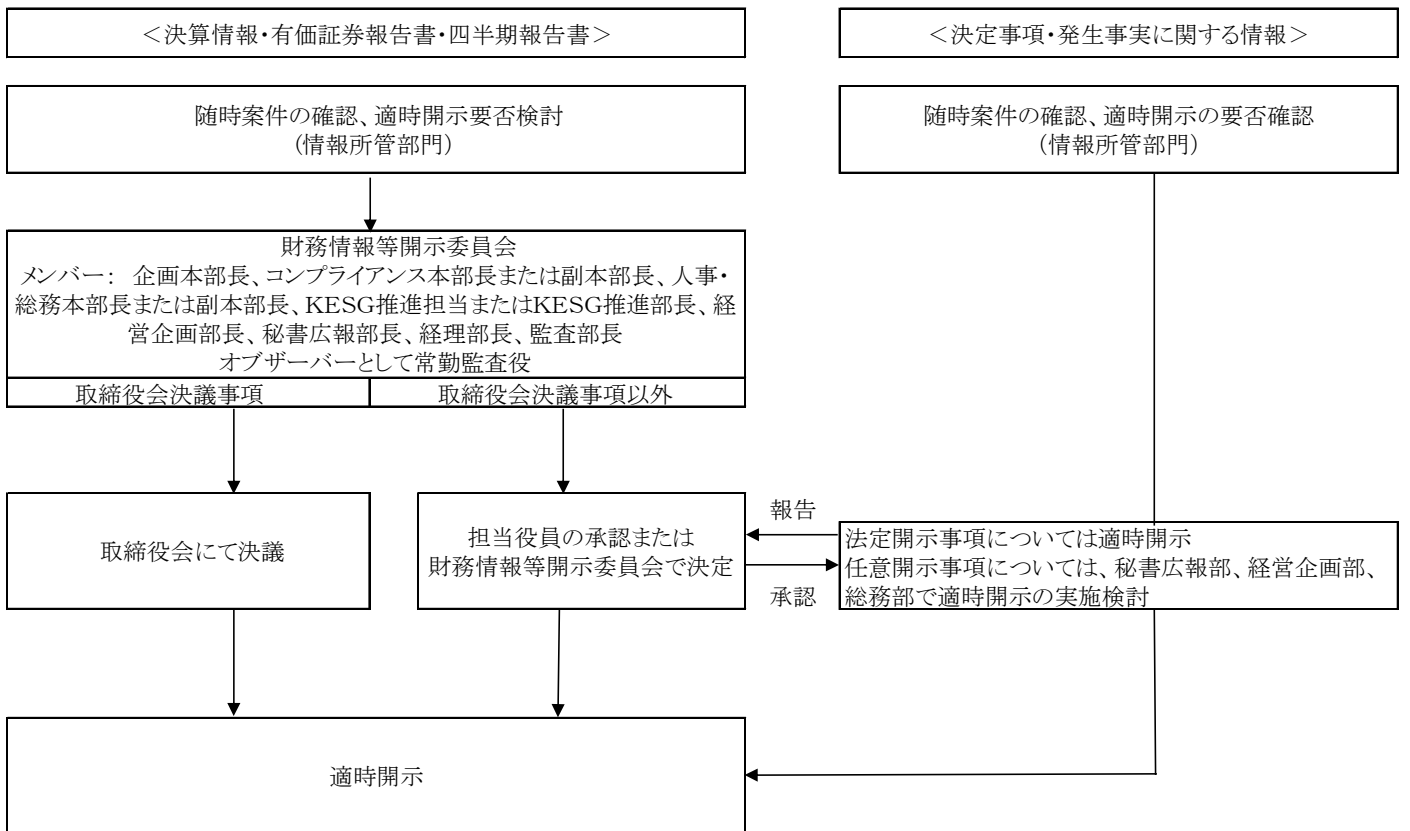 ＜決算情報・有価証券報告書・四半期報告書＞
＜決定事項・発生事実に関する情報＞
随時案件の確認、適時開示要否検討
（情報所管部門）
随時案件の確認、適時開示の要否確認
（情報所管部門）
財務情報等開示委員会
メンバー： 企画本部長、コンプライアンス本部長または副本部長、人事・
総務本部長または副本部長、KESG推進担当またはKESG推進部長、経
営企画部長、秘書広報部長、経理部長、監査部長
オブザーバーとして常勤監査役
取締役会決議事項
取締役会決議事項以外
取締役会にて決議
担当役員の承認または
財務情報等開示委員会で決定
報告
承認
法定開示事項については適時開示
任意開示事項については、秘書広報部、経営企画部、
総務部で適時開示の実施検討
適時開示